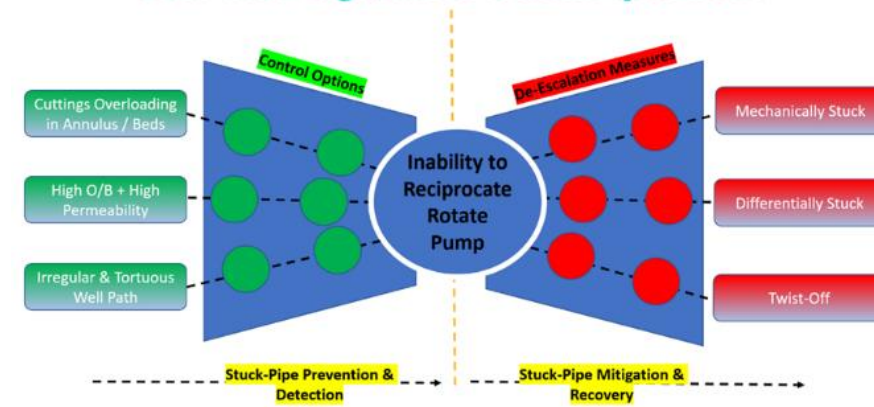 Control Options
De-Escalation Measures
Cuttings Overloading
in Annulus / Beds
High O/B + High
Permeability
Irregular & Tortuous
Well Path
Inability to
Reciprocate
Rotate
Pump
Mechanically Stuck
Differentially Stuck
Twist-Off
Stuck-Pipe Prevention &
Detection
Stuck-Pipe Mitigation &
Recovery